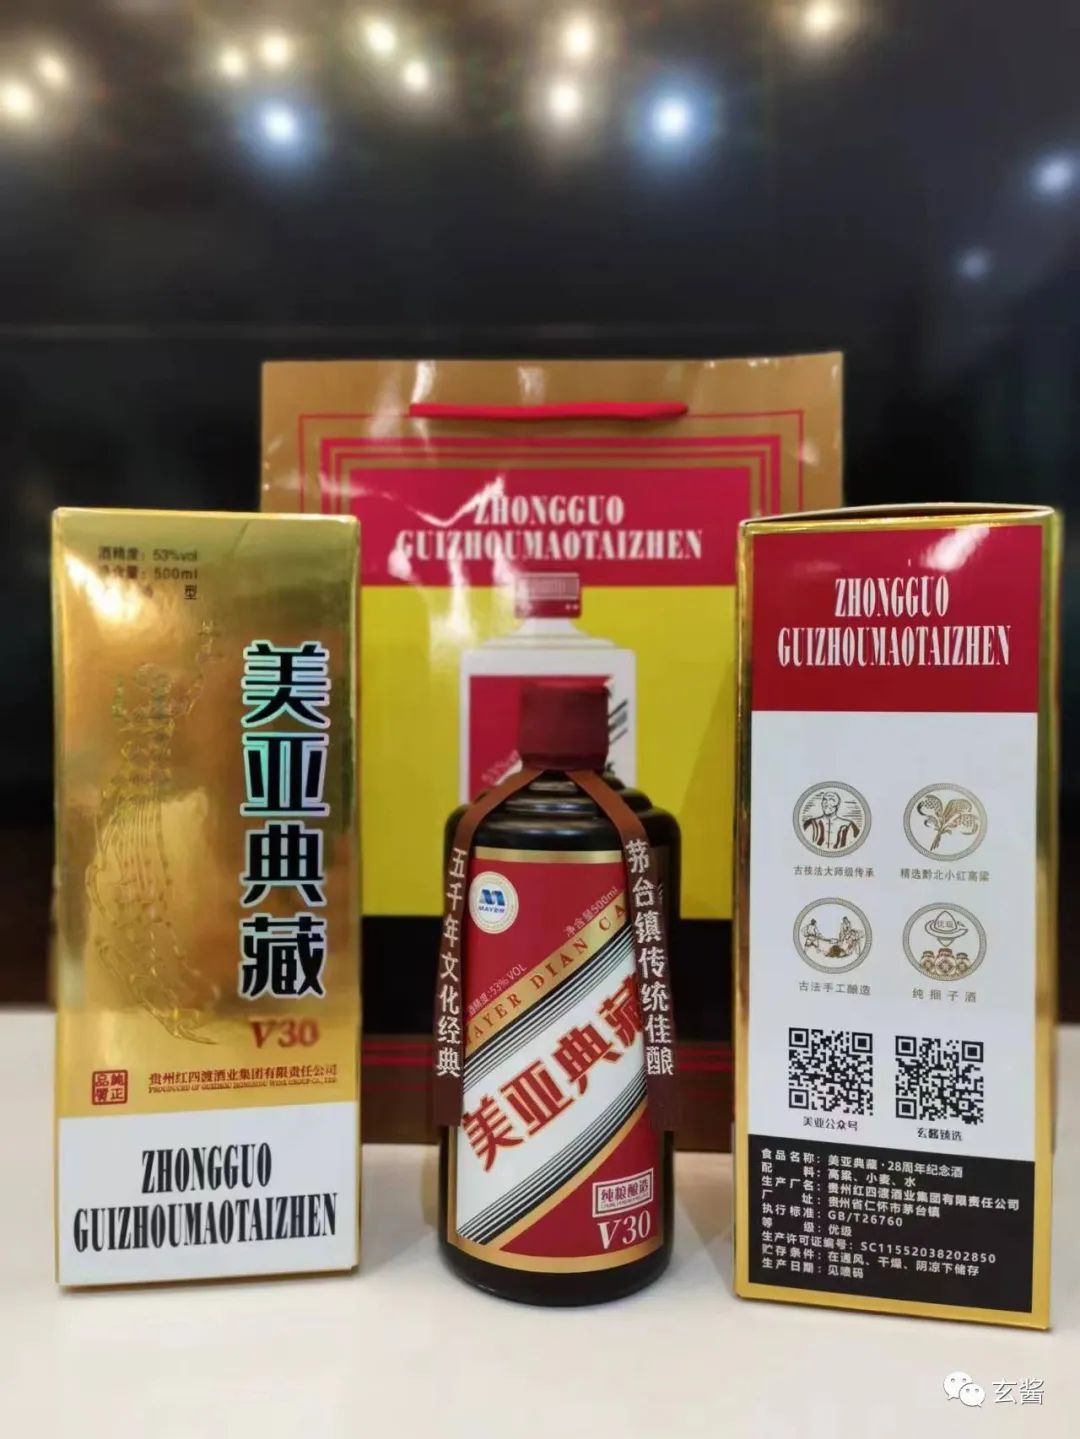 ZHONGGUO
GUIZHOUMAOTAIZHEN
53%v
酒精度：53%vol
净含量：500ml
型
美亚典藏
V30
品纯
署正
贵州红四渡酒业集团有限责任公司
ZHONGGUO
GUIZHOUMAOTAIZHEN
五千年文化经典
茅台镇传统佳酿
MAYER
净含量500ml
酒精度:53% VOL
MAYER DIAN CA
美亚典藏
纯粮酿造
V30
ZHONGGUO
GUIZHOUMAOTAIZHEN
古技法大师级传承
精选黔北小红高粱
优级
古法手工酿造
纯捆子酒
美亚公众号
玄酱臻选
食品名称：美亚典藏·28周年纪念酒
配料：高粱、小麦、水
生产厂名：贵州红四渡酒业集团有限责任公司
厂址：贵州省仁怀市茅台镇
执行标准：GB/T26760
等级：优级
生产许可证编号：SC11552038202850
贮存条件：在通风、干燥、阴凉下储存
生产日期：见喷码
玄酱